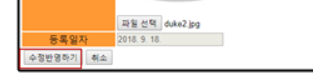 파일 선택 duke2.jpg
등록일자 2018. 9. 18.
수정반영하기 취소